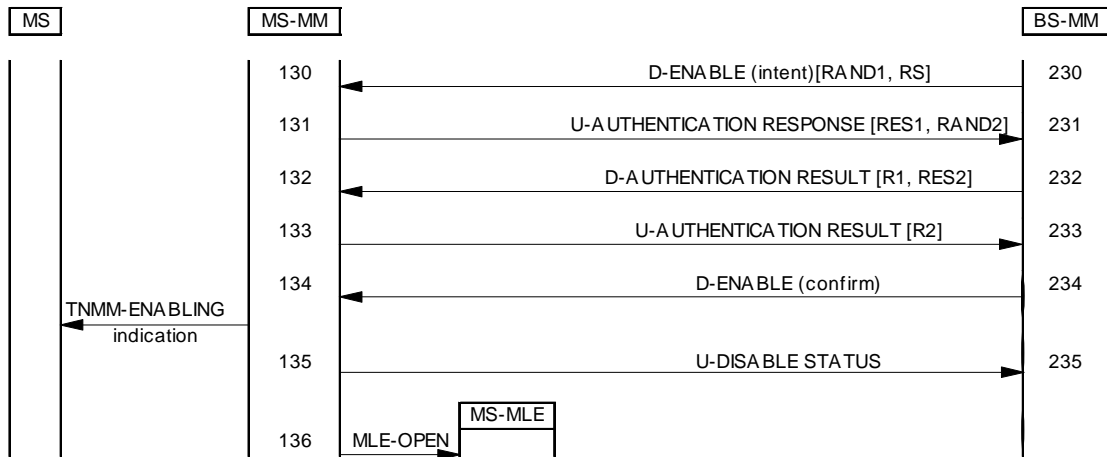 MS MS-MM BS-MM
130 D-ENABLE (intent)[RAND1, RS] 230
131 U-AUTHENTICATION RESPONSE [RES1, RAND2] 231
132 D-AUTHENTICATION RESULT [R1, RES2] 232
133 U-AUTHENTICATION RESULT [R2] 233
134 D-ENABLE (confirm) 234
TNMM-ENABLING
indication
135 U-DISABLE STATUS 235
MS-MLE
136 MLE-OPEN